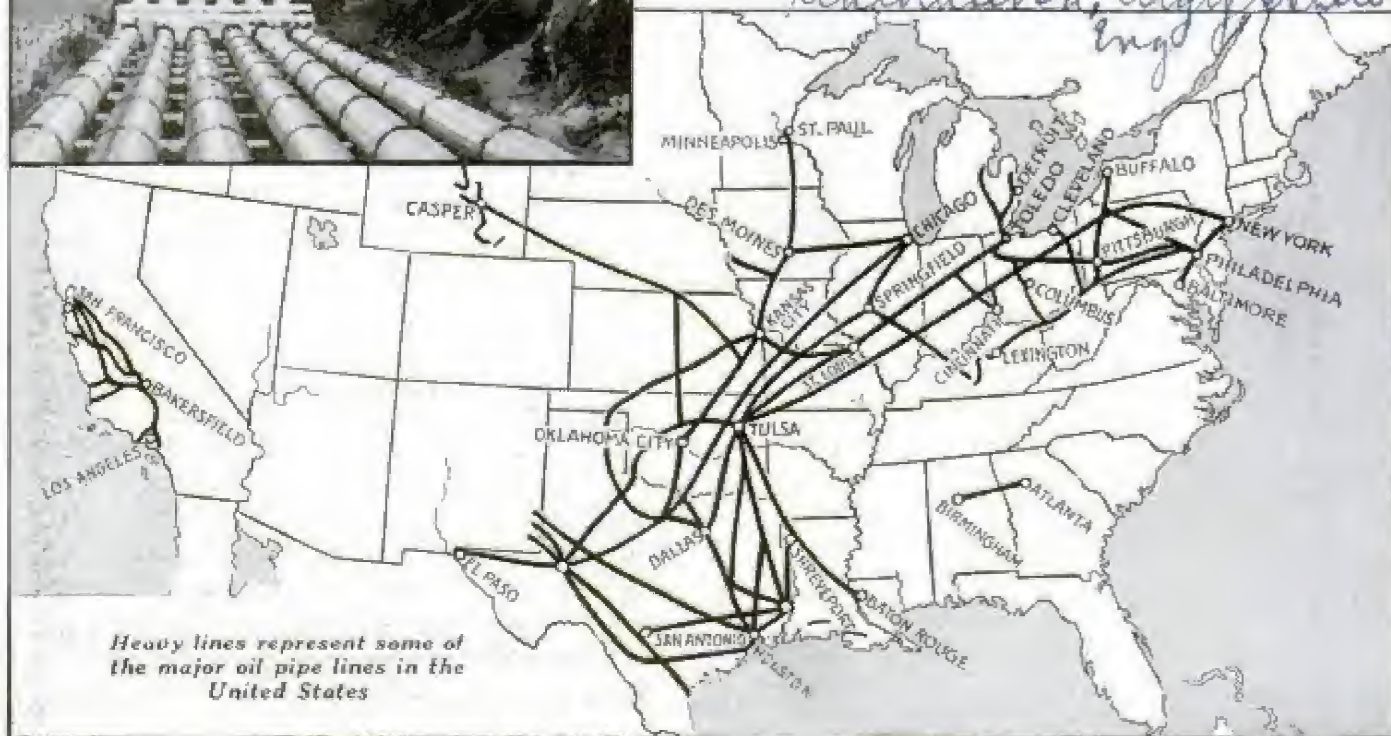 Eng
MINNEAPOLIS
ST. PAUL
DETROIT
TOLEDO
CLEVELAND
BUFFALO
CASPER
DES MOINES
CHICAGO
PITTSBURGH
NEW YORK
PHILADELPHIA
BALTIMORE
SPRINGFIELD
COLUMBUS
KANSAS
CITY
SAN FRANCISCO
CINCINNATI
LEXINGTON
ST. LOUIS
BAKERSFIELD
OKLAHOMA CITY
TULSA
LOS ANGELES
ATLANTA
BIRMINGHAM
DALLAS
SHREVEPORT
EL PASO
BATON ROUGE
SAN ANTONIO
HOUSTON
Heavy lines represent some of
the major oil pipe lines in the
United States